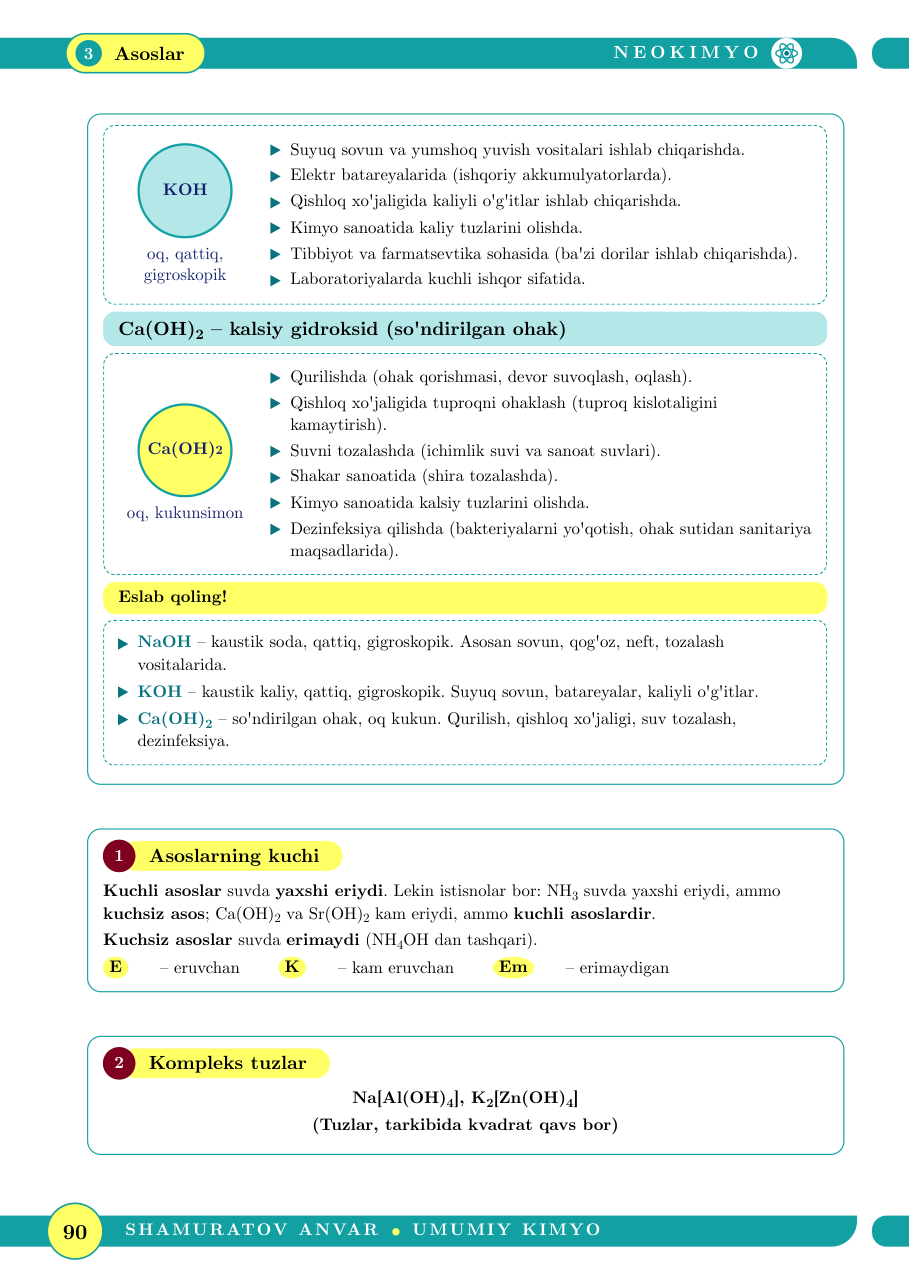 3 Asoslar
NEOKIMYO
KOH
oq, qattiq,
gigroskopik
▶ Suyuq sovun va yumshoq yuvish vositalari ishlab chiqarishda.
▶ Elektr batareyalarida (ishqoriy akkumulyatorlarda).
▶ Qishloq xo'jaligida kaliyli o'g'itlar ishlab chiqarishda.
▶ Kimyo sanoatida kaliy tuzlarini olishda.
▶ Tibbiyot va farmatsevtika sohasida (ba'zi dorilar ishlab chiqarishda).
▶ Laboratoriyalarda kuchli ishqor sifatida.
Ca(OH)₂ – kalsiy gidroksid (so'ndirilgan ohak)
Ca(OH)₂
oq, kukunsimon
▶ Qurilishda (ohak qorishmasi, devor suvoqlash, oqlash).
▶ Qishloq xo'jaligida tuproqni ohaklash (tuproq kislotaligini
kamaytirish).
▶ Suvni tozalashda (ichimlik suvi va sanoat suvlari).
▶ Shakar sanoatida (shira tozalashda).
▶ Kimyo sanoatida kalsiy tuzlarini olishda.
▶ Dezinfeksiya qilishda (bakteriyalarni yo'qotish, ohak sutidan sanitariya
maqsadlarida).
Eslab qoling!
▶ NaOH – kaustik soda, qattiq, gigroskopik. Asosan sovun, qog'oz, neft, tozalash
vositalarida.
▶ KOH – kaustik kaliy, qattiq, gigroskopik. Suyuq sovun, batareyalar, kaliyli o'g'itlar.
▶ Ca(OH)₂ – so'ndirilgan ohak, oq kukun. Qurilish, qishloq xo'jaligi, suv tozalash,
dezinfeksiya.
1 Asoslarning kuchi
Kuchli asoslar suvda yaxshi eriydi. Lekin istisnolar bor: NH₃ suvda yaxshi eriydi, ammo
kuchsiz asos; Ca(OH)₂ va Sr(OH)₂ kam eriydi, ammo kuchli asoslardir.
Kuchsiz asoslar suvda erimaydi (NH₄OH dan tashqari).
E – eruvchan K – kam eruvchan Em – erimaydigan
2 Kompleks tuzlar
Na[Al(OH)₄], K₂[Zn(OH)₄]
(Tuzlar, tarkibida kvadrat qavs bor)
90 SHAMURATOV ANVAR • UMUMIY KIMYO